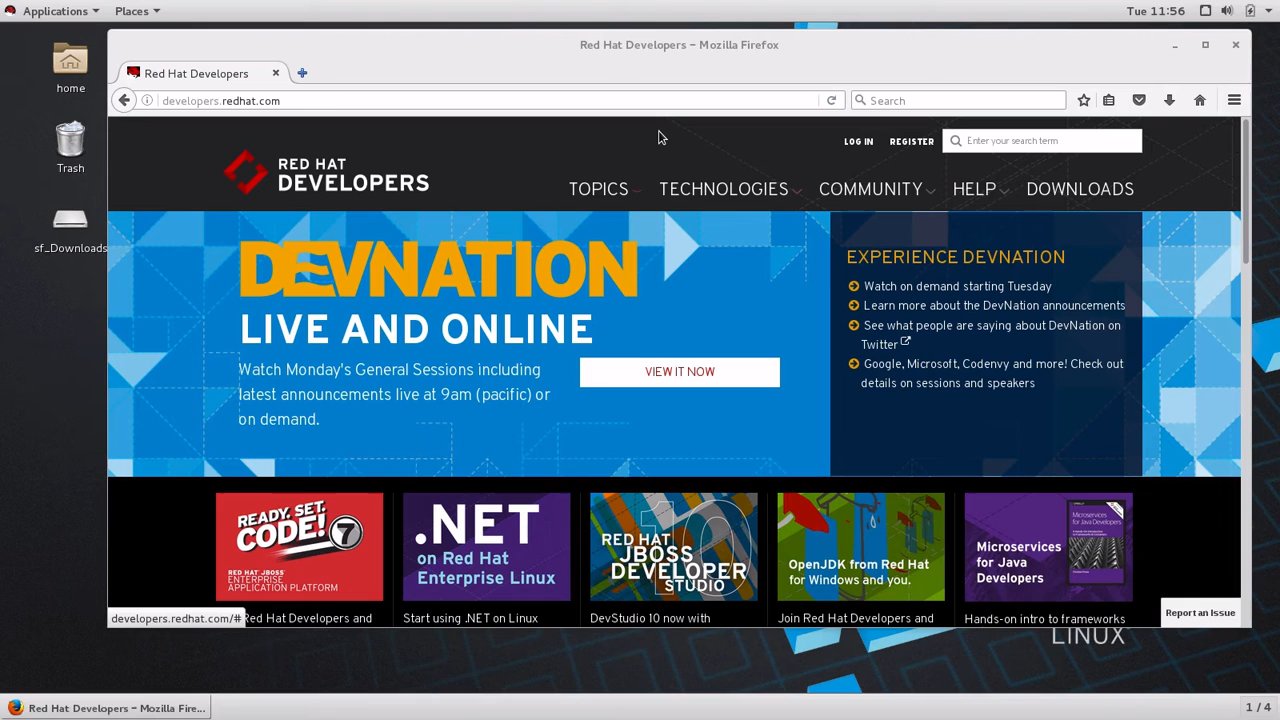 Applications
Places
Tue 11:56
home
Trash
sf_Downloads
Red Hat Developers – Mozilla Firefox
Red Hat Developers
developers.redhat.com
Search
LOG IN
REGISTER
Enter your search term
RED HAT
DEVELOPERS
TOPICS
TECHNOLOGIES
COMMUNITY
HELP
DOWNLOADS
DEVNATION
LIVE AND ONLINE
Watch Monday's General Sessions including
latest announcements live at 9am (pacific) or
on demand.
VIEW IT NOW
EXPERIENCE DEVNATION
Watch on demand starting Tuesday
Learn more about the DevNation announcements
See what people are saying about DevNation on
Twitter
Google, Microsoft, Codenvy and more! Check out
details on sessions and speakers
READY. SET.
CODE! 7
RED HAT JBOSS
ENTERPRISE
APPLICATION PLATFORM
.NET
on Red Hat
Enterprise Linux
10
RED HAT
JBOSS
DEVELOPER
STUDIO
OpenJDK from Red Hat
for Windows and you.
Microservices
for Java
Developers
Microservices
for Java Developers
developers.redhat.com/#
Red Hat Developers and
Start using .NET on Linux
DevStudio 10 now with
Join Red Hat Developers and
Hands-on intro to frameworks
Report an Issue
LINUX
Red Hat Developers – Mozilla Fire...
1 / 4